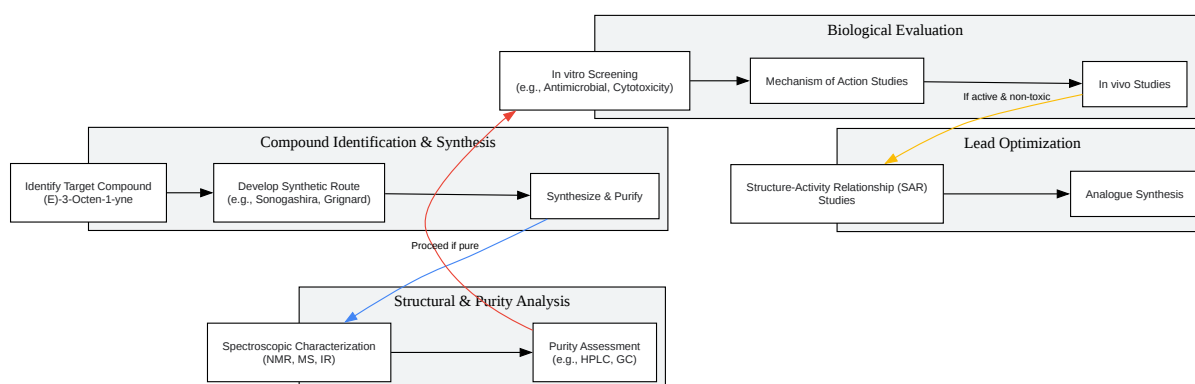 Biological Evaluation
In vitro Screening
(e.g., Antimicrobial, Cytotoxicity)
Mechanism of Action Studies
In vivo Studies
If active & non-toxic
Compound Identification & Synthesis
Identify Target Compound
(E)-3-Octen-1-yne
Develop Synthetic Route
(e.g., Sonogashira, Grignard)
Synthesize & Purify
Lead Optimization
Structure-Activity Relationship (SAR)
Studies
Analogue Synthesis
Proceed if pure
Structural & Purity Analysis
Spectroscopic Characterization
(NMR, MS, IR)
Purity Assessment
(e.g., HPLC, GC)